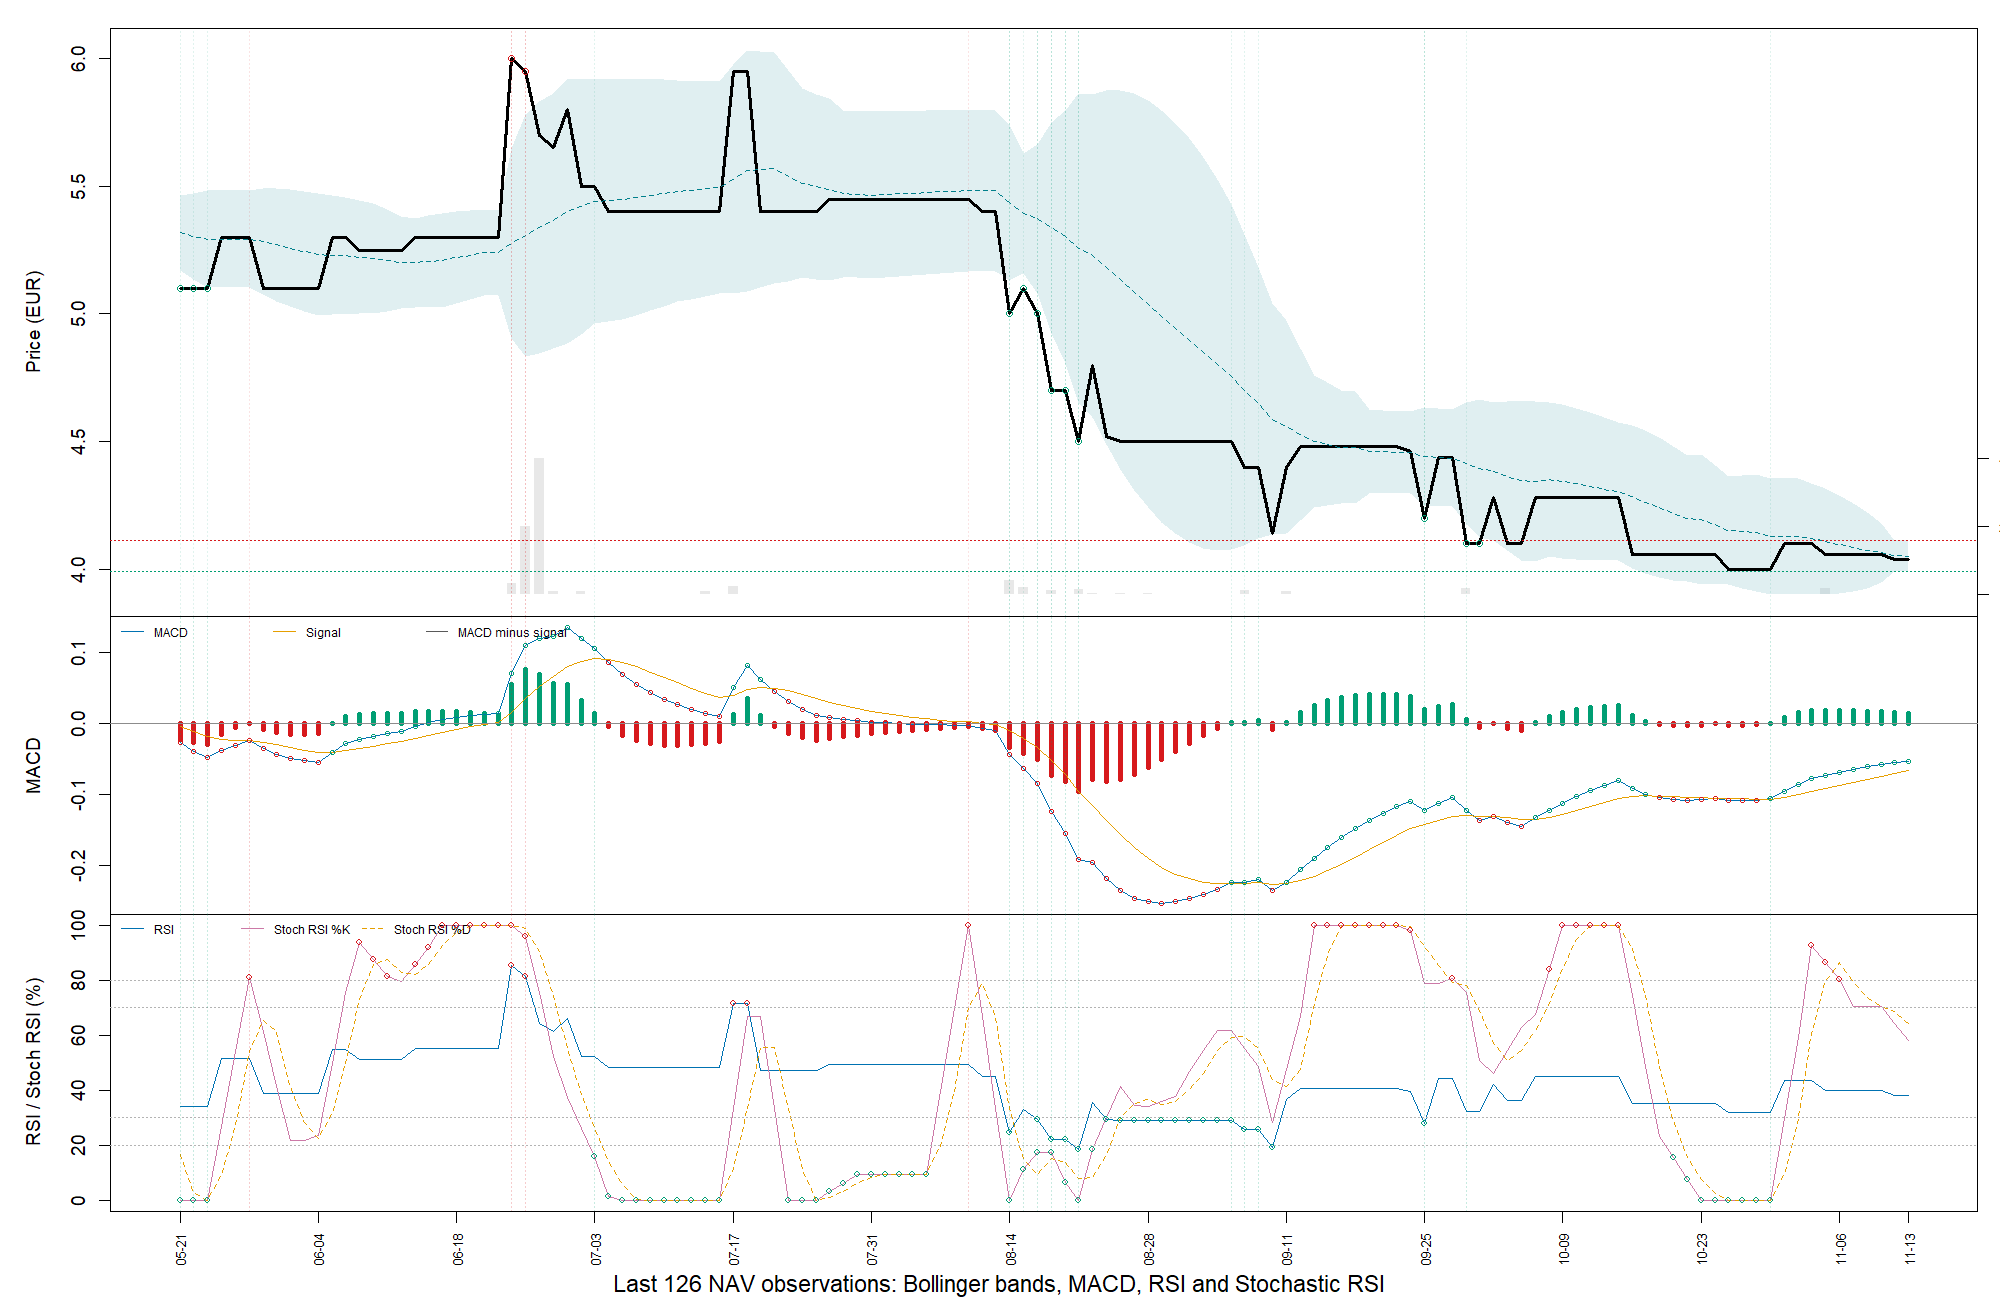 Price (EUR)
6.0
5.5
5.0
4.5
4.0
MACD
Signal
MACD minus signal
MACD
0.1
0.0
-0.1
-0.2
RSI
Stoch RSI %K
Stoch RSI %D
RSI / Stoch RSI (%)
100
80
60
40
20
0
05-21
06-04
06-18
07-03
07-17
07-31
08-14
08-28
09-11
09-25
10-09
10-23
11-06
11-13
Last 126 NAV observations: Bollinger bands, MACD, RSI and Stochastic RSI